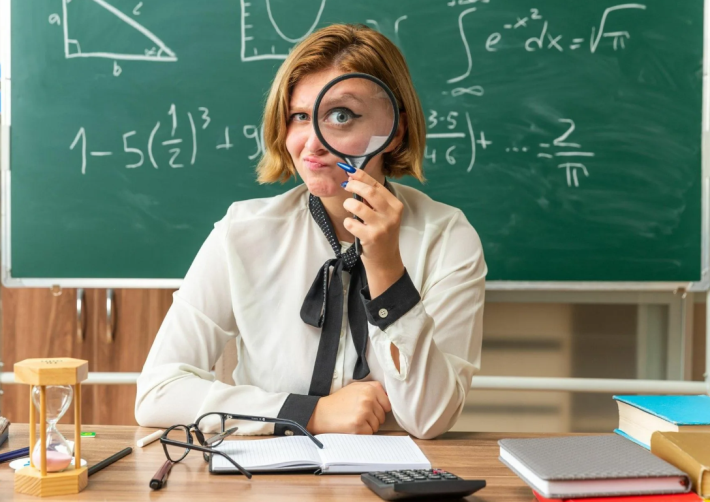 a c b
∫ e^-x² dx = √π
∞
1-5(1/2)³ + 9
3·5
4 6 )+ ... = 2/π